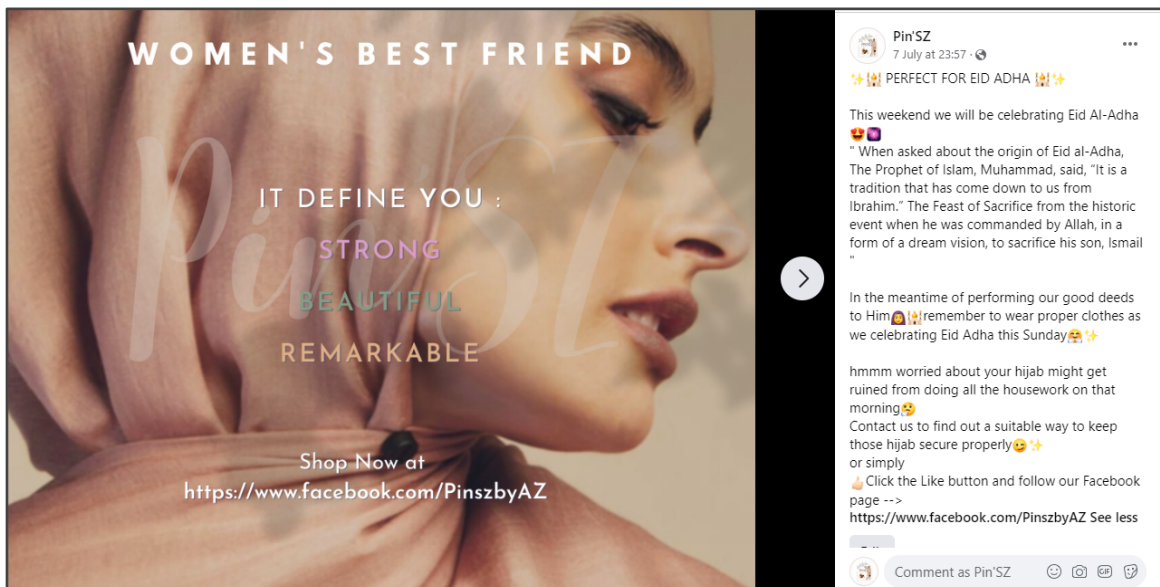 WOMEN'S BEST FRIEND
Pin'SZ
IT DEFINE YOU :
STRONG
BEAUTIFUL
REMARKABLE
Shop Now at
https://www.facebook.com/PinszbyAZ
Pin'SZ
7 July at 23:57 ·
✨🕌 PERFECT FOR EID ADHA 🕌✨
This weekend we will be celebrating Eid Al-Adha
🤩🎆
" When asked about the origin of Eid al-Adha,
The Prophet of Islam, Muhammad, said, “It is a
tradition that has come down to us from
Ibrahim.” The Feast of Sacrifice from the historic
event when he was commanded by Allah, in a
form of a dream vision, to sacrifice his son, Ismail
"
In the meantime of performing our good deeds
to Him🧕🕌remember to wear proper clothes as
we celebrating Eid Adha this Sunday🤗✨
hmmm worried about your hijab might get
ruined from doing all the housework on that
morning🤔
Contact us to find out a suitable way to keep
those hijab secure properly😉✨
or simply
👆🏻Click the Like button and follow our Facebook
page -->
https://www.facebook.com/PinszbyAZ See less
Comment as Pin'SZ
GIF